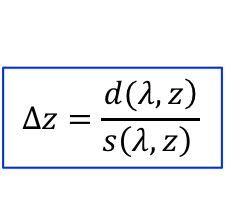 Δz = d(λ, z) / s(λ, z)